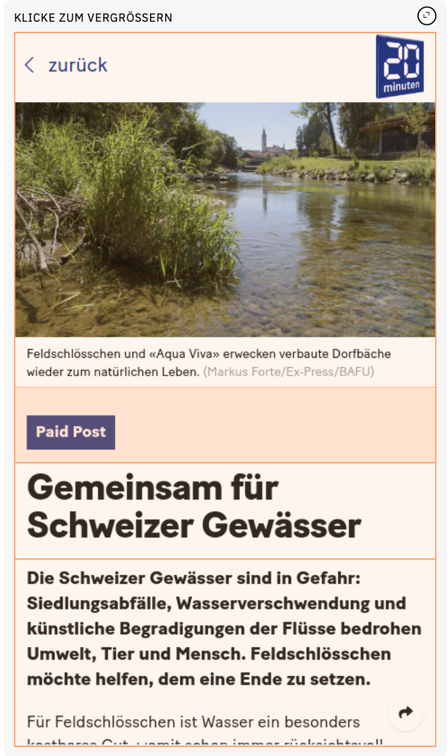 KLICKE ZUM VERGRÖSSERN
zurück
20
minuten
Feldschlösschen und «Aqua Viva» erwecken verbaute Dorfbäche
wieder zum natürlichen Leben. (Markus Forte/Ex-Press/BAFU)
Paid Post
Gemeinsam für
Schweizer Gewässer
Die Schweizer Gewässer sind in Gefahr:
Siedlungsabfälle, Wasserverschwendung und
künstliche Begradigungen der Flüsse bedrohen
Umwelt, Tier und Mensch. Feldschlösschen
möchte helfen, dem eine Ende zu setzen.
Für Feldschlösschen ist Wasser ein besonders